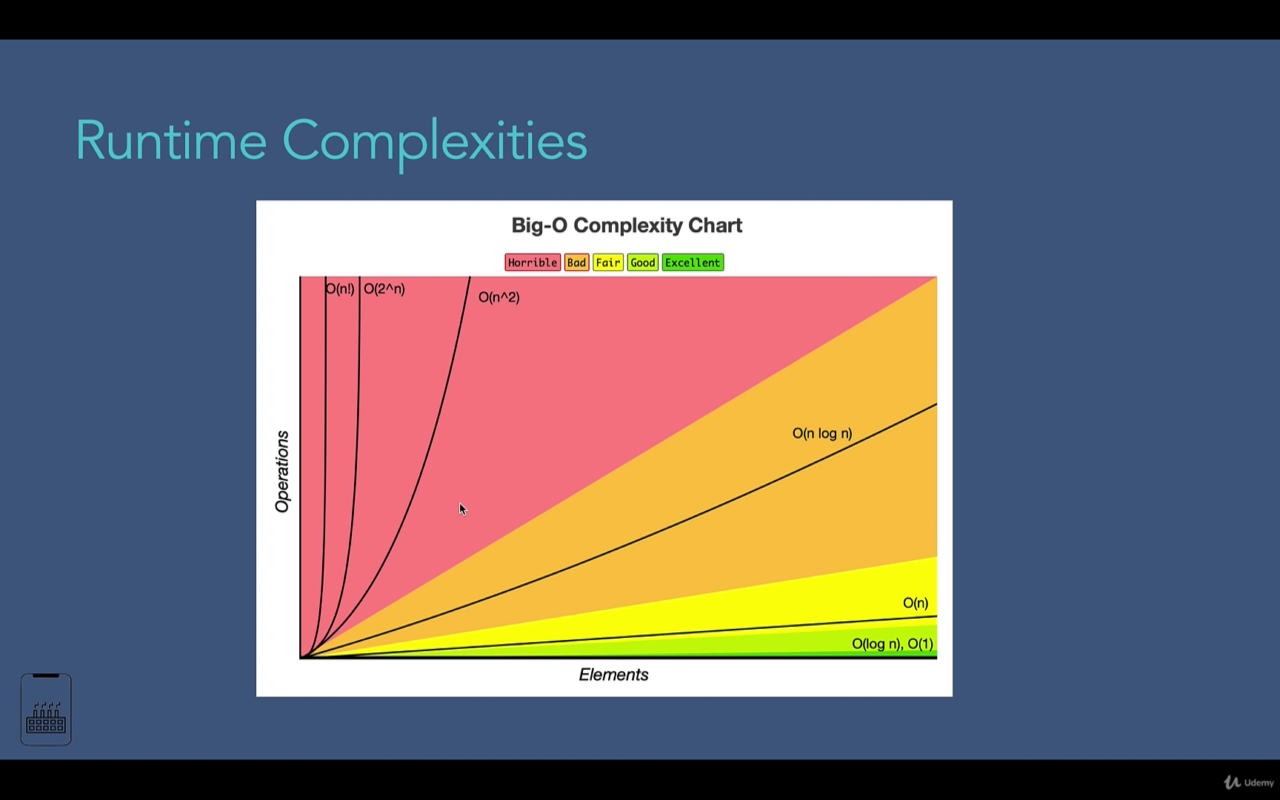 Runtime Complexities
Big-O Complexity Chart
Horrible Bad Fair Good Excellent
O(n!) O(2^n)
O(n^2)
O(n log n)
Operations
O(n)
O(log n), O(1)
Elements
Udemy